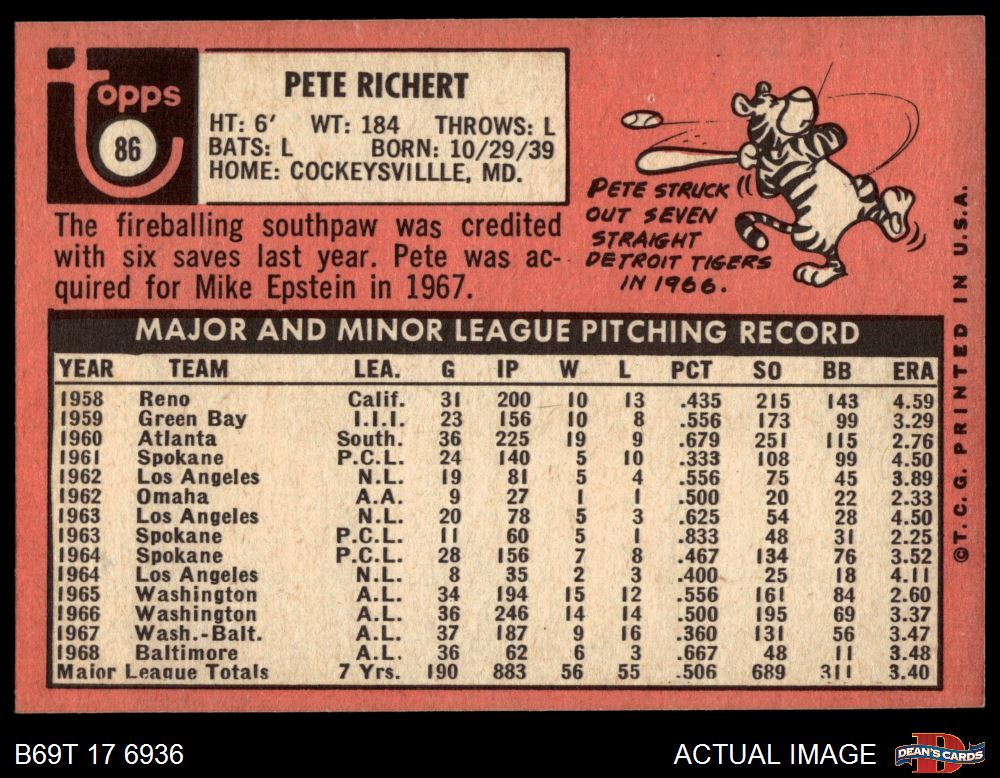 topps
86
PETE RICHERT
HT: 6' WT: 184 THROWS: L
BATS: L BORN: 10/29/39
HOME: COCKEYSVILLLE, MD.
The fireballing southpaw was credited
with six saves last year. Pete was ac-
quired for Mike Epstein in 1967.
PETE STRUCK
OUT SEVEN
STRAIGHT
DETROIT TIGERS
IN 1966.
MAJOR AND MINOR LEAGUE PITCHING RECORD
YEAR TEAM LEA. G IP W L PCT SO BB ERA
1958 Reno Calif. 31 200 10 13 .435 215 143 4.59
1959 Green Bay I.I.I. 23 156 10 8 .556 173 99 3.29
1960 Atlanta South. 36 225 19 9 .679 251 115 2.76
1961 Spokane P.C.L. 24 140 5 10 .333 108 99 4.50
1962 Los Angeles N.L. 19 81 5 4 .556 75 45 3.89
1962 Omaha A.A. 9 27 1 1 .500 20 22 2.33
1963 Los Angeles N.L. 20 78 5 3 .625 54 28 4.50
1963 Spokane P.C.L. 11 60 5 1 .833 48 31 2.25
1964 Spokane P.C.L. 28 156 7 8 .467 134 76 3.52
1964 Los Angeles N.L. 8 35 2 3 .400 25 18 4.11
1965 Washington A.L. 34 194 15 12 .556 161 84 2.60
1966 Washington A.L. 36 246 14 14 .500 195 69 3.37
1967 Wash.-Balt. A.L. 37 187 9 16 .360 131 56 3.47
1968 Baltimore A.L. 36 62 6 3 .667 48 11 3.48
Major League Totals 7 Yrs. 190 883 56 55 .506 689 311 3.40
©T.C.G. PRINTED IN U.S.A.
B69T 17 6936
ACTUAL IMAGE
D
DEAN'S CARDS